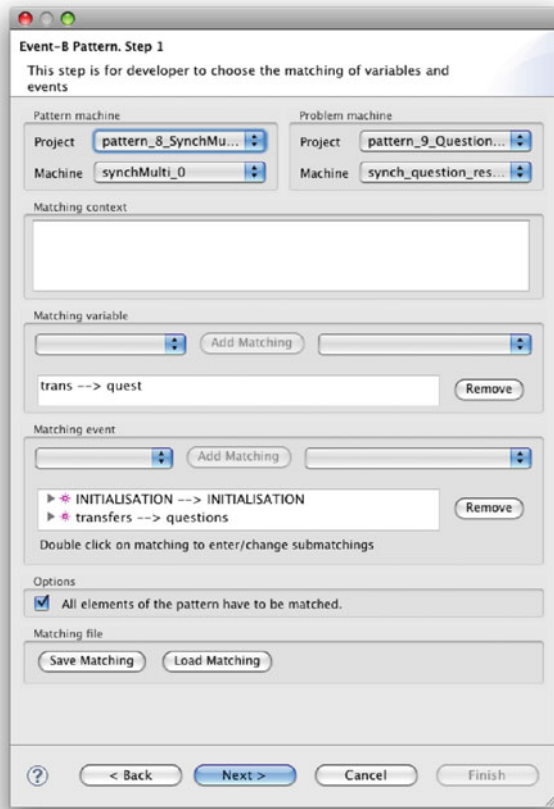 Event-B Pattern. Step 1
This step is for developer to choose the matching of variables and
events
Pattern machine
Project pattern_8_SynchMu...
Machine synchMulti_0
Problem machine
Project pattern_9_Question...
Machine synch_question_res...
Matching context
Matching variable
Add Matching
trans --> quest
Remove
Matching event
Add Matching
INITIALISATION --> INITIALISATION
transfers --> questions
Remove
Double click on matching to enter/change submatchings
Options
All elements of the pattern have to be matched.
Matching file
Save Matching Load Matching
? < Back Next > Cancel Finish